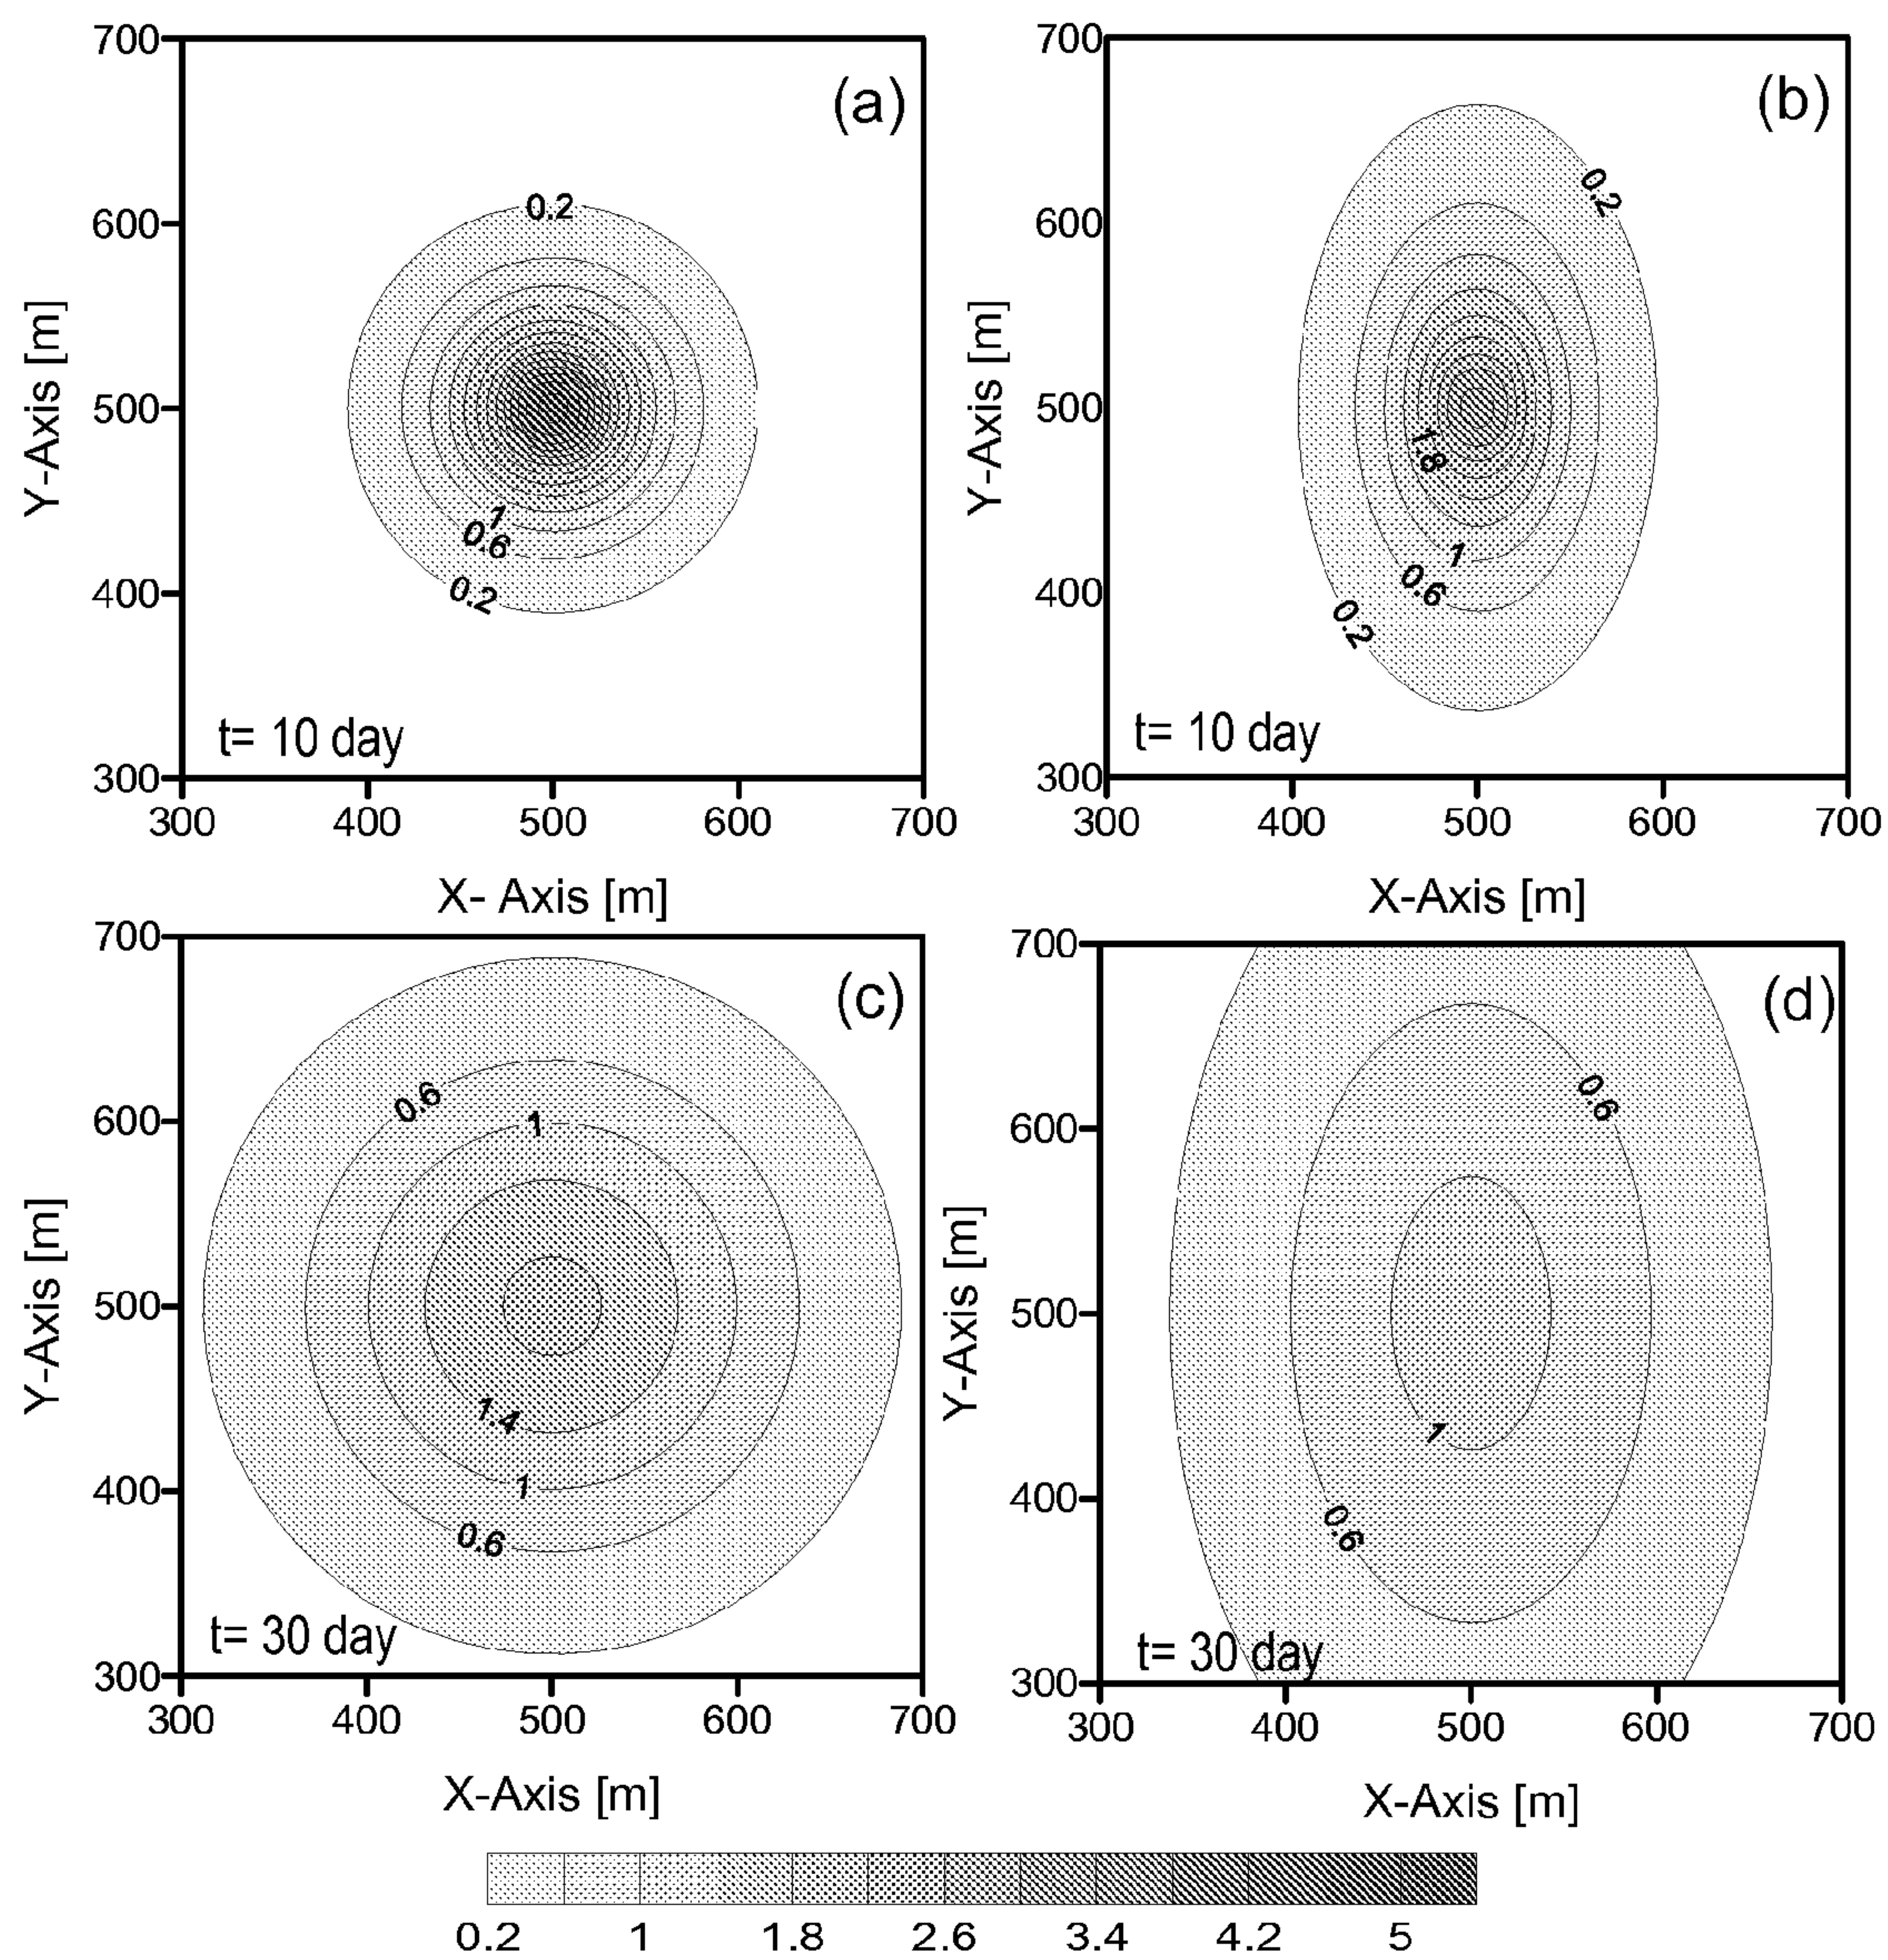 700
(a)
0.2
600
Y-Axis [m]
500
1
0.6
400
0.2
t= 10 day
300
300 400 500 600 700
X- Axis [m]
700
(b)
0.2
600
Y-Axis [m]
500
1.8
1
0.6
400
0.2
t= 10 day
300
300 400 500 600 700
X-Axis [m]
700
(c)
0.6
1
600
Y-Axis [m]
500
1.4
1
400
0.6
t= 30 day
300
300 400 500 600 700
X-Axis [m]
700
(d)
0.6
600
Y-Axis [m]
500
1
400
0.6
t= 30 day
300
300 400 500 600 700
X-Axis [m]
0.2 1 1.8 2.6 3.4 4.2 5